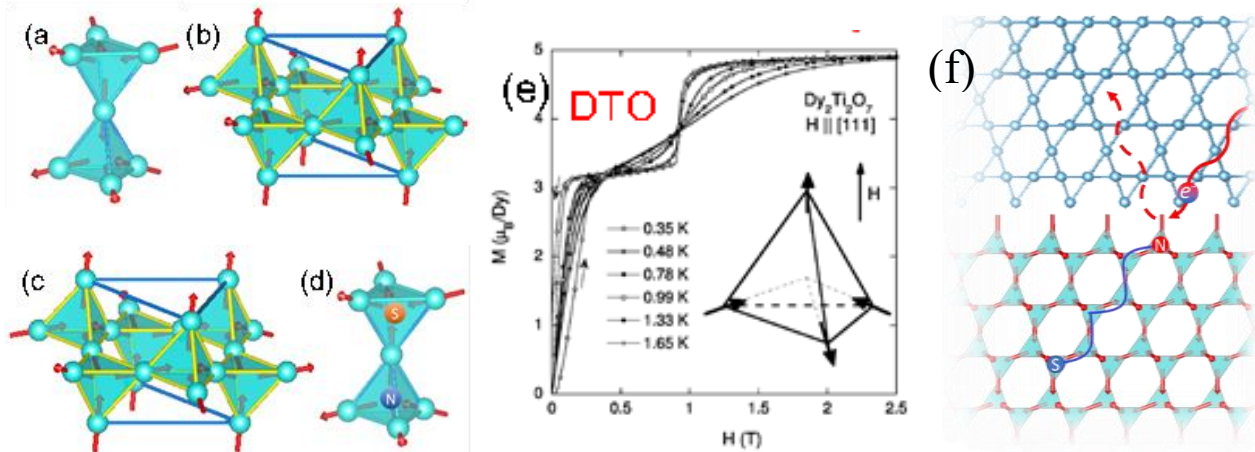 (a
(b)
(c
(d)
S
N
(e)
DTO
Dy2Ti2O7
H || [111]
H
0.35 K
0.48 K
0.78 K
0.99 K
1.33 K
1.65 K
M (μB/Dy)
5
4
3
2
1
0
0
0.5
1
1.5
2
2.5
H (T)
(f)
e-
N
S